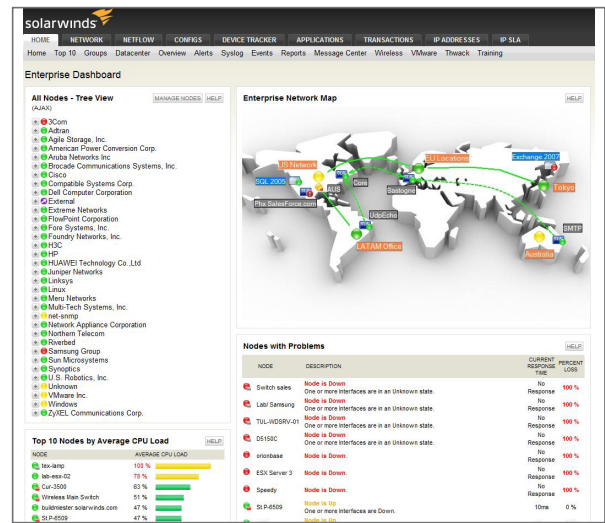 solarwinds
HOME NETWORK NETFLOW CONFIGS DEVICE TRACKER APPLICATIONS TRANSACTIONS IP ADDRESSES IP SLA
Home Top 10 Groups Datacenter Overview Alerts Syslog Events Reports Message Center Wireless VMware Thwack Training
Enterprise Dashboard
All Nodes - Tree View MANAGE NODES HELP
(AJAX)
3Com
Adtran
Agile Storage, Inc.
American Power Conversion Corp.
Aruba Networks Inc
Brocade Communications Systems, Inc.
Cisco
Compatible Systems Corp.
Dell Computer Corporation
External
Extreme Networks
FlowPoint Corporation
Fore Systems, Inc.
Foundry Networks, Inc.
H3C
HP
HUAWEI Technology Co.,Ltd
Juniper Networks
Linksys
Linux
Meru Networks
Multi-Tech Systems, Inc.
net-snmp
Network Appliance Corporation
Northern Telecom
Riverbed
Samsung Group
Sun Microsystems
Synoptics
U.S. Robotics, Inc.
Unknown
VMware Inc.
Windows
ZyXEL Communications Corp.
Top 10 Nodes by Average CPU Load HELP
NODE AVERAGE CPU LOAD
tex-lamp 100 %
lab-esx-02 78 %
Cur-3500 63 %
Wireless Main Switch 51 %
buildmiester.solarwinds.com 47 %
St.P-6509 47 %
Enterprise Network Map HELP
US Network
EU Locations
Exchange 2007
SQL 2005
AUS
Core
Bastogne
Tokyo
Phx SalesForce.com
UdpEcho
SMTP
LATAM Office
Australia
Nodes with Problems HELP
NODE DESCRIPTION CURRENT RESPONSE TIME PERCENT LOSS
Switch sales Node is Down No Response 100 %
One or more Interfaces are in an Unknown state.
Lab/ Samsung Node is Down No Response 100 %
One or more Interfaces are in an Unknown state.
TUL-WDSRV-01 Node is Down No Response 100 %
One or more Interfaces are in an Unknown state.
D5150C Node is Down No Response 100 %
One or more Interfaces are in an Unknown state.
orionbase Node is Down. No Response 100 %
ESX Server 3 Node is Down. No Response 100 %
Speedy Node is Down. No Response 100 %
St.P-6509 Node is Up 10ms 0 %
One or more Interfaces are Down.